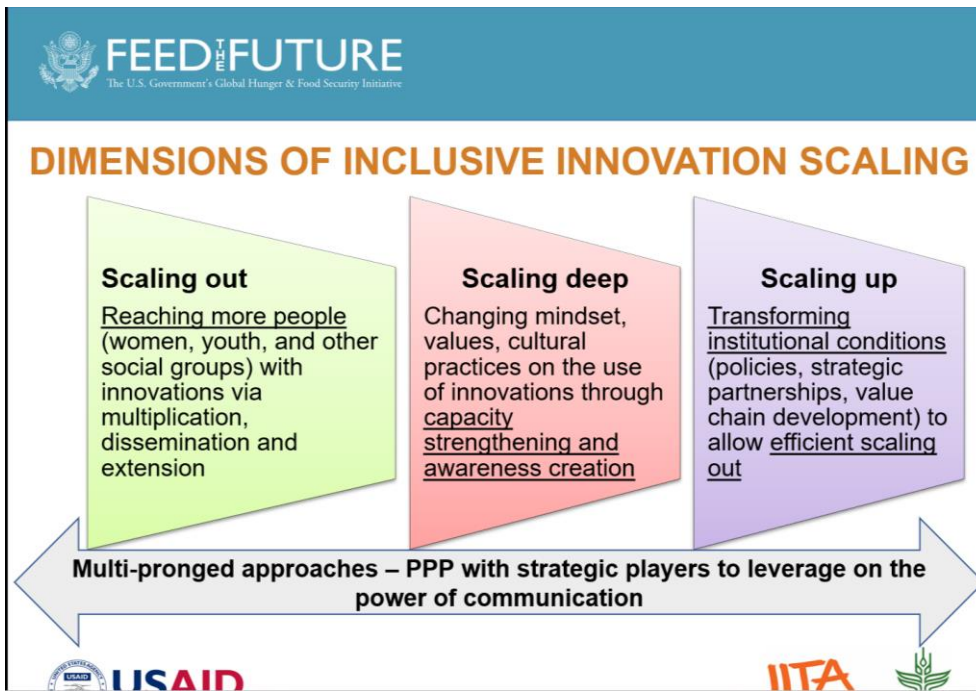 FEED THE FUTURE
The U.S. Government's Global Hunger & Food Security Initiative
DIMENSIONS OF INCLUSIVE INNOVATION SCALING
Scaling out
Reaching more people
(women, youth, and other
social groups) with
innovations via
multiplication,
dissemination and
extension
Scaling deep
Changing mindset,
values, cultural
practices on the use
of innovations through
capacity
strengthening and
awareness creation
Scaling up
Transforming
institutional conditions
(policies, strategic
partnerships, value
chain development) to
allow efficient scaling
out
Multi-pronged approaches – PPP with strategic players to leverage on the
power of communication
USAID
IITA